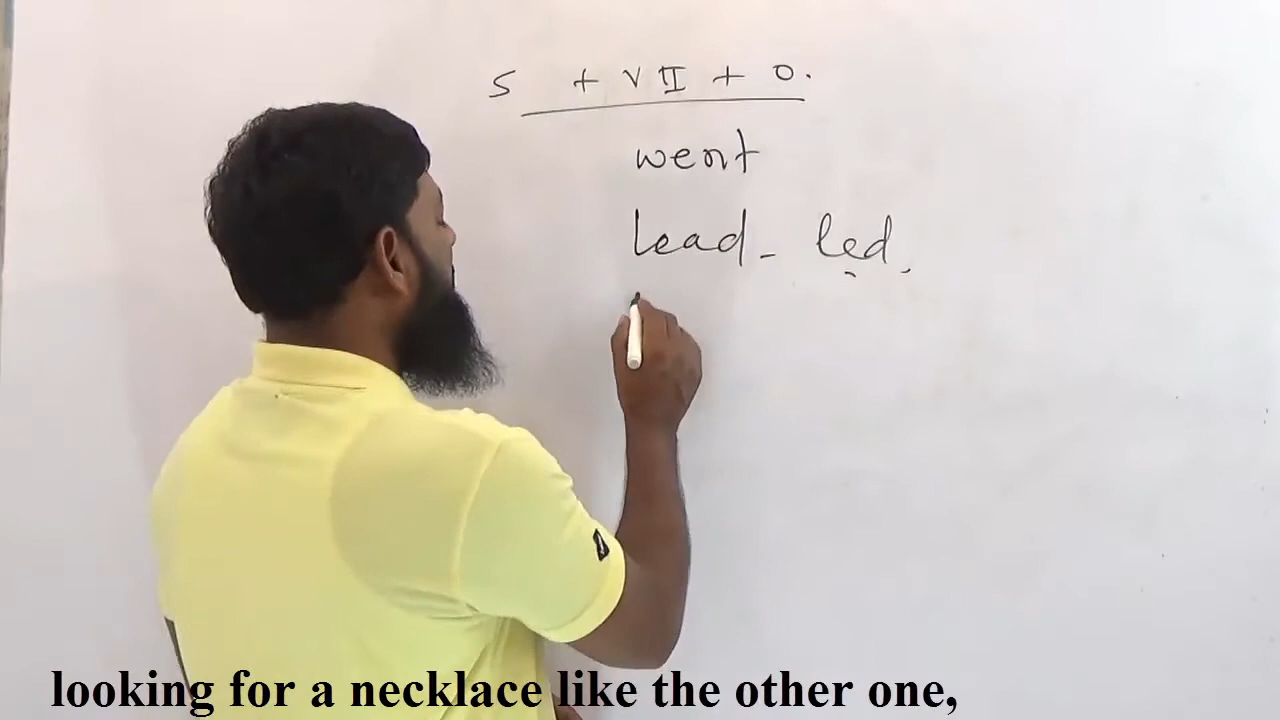 S + V II + O.
went
lead - led.
looking for a necklace like the other one,